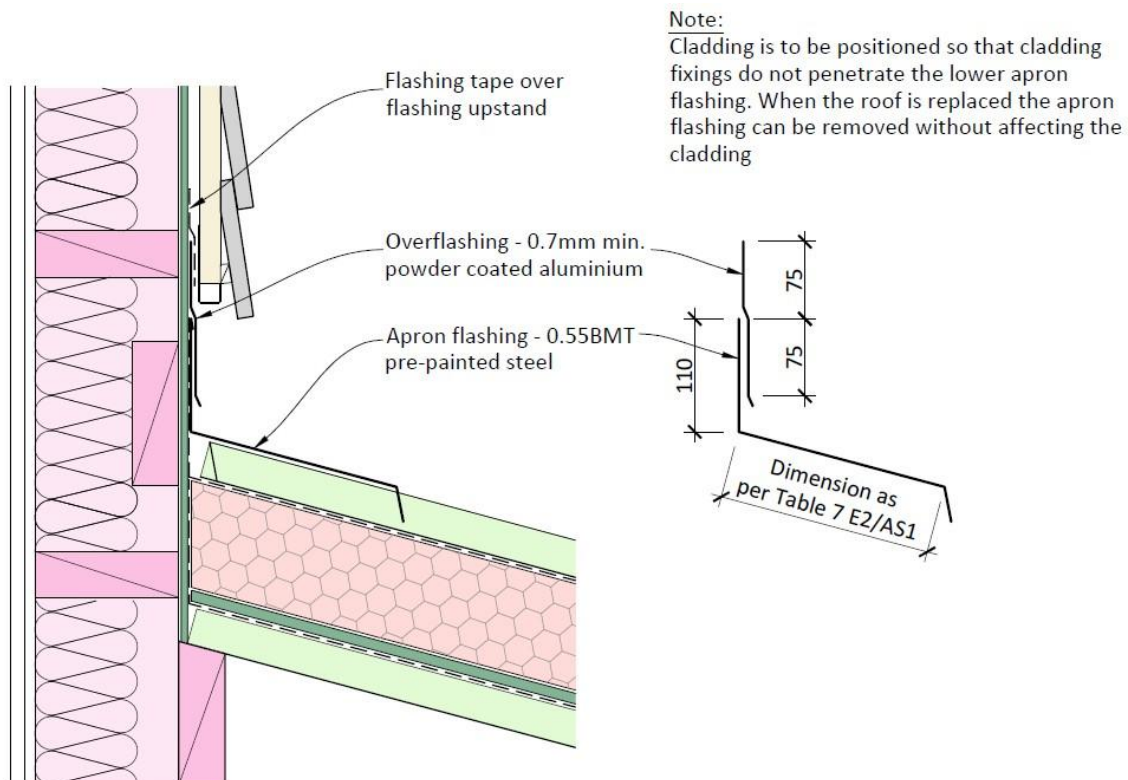 Note:
Cladding is to be positioned so that cladding
fixings do not penetrate the lower apron
flashing. When the roof is replaced the apron
flashing can be removed without affecting the
cladding
Flashing tape over
flashing upstand
Overflashing - 0.7mm min.
powder coated aluminium
Apron flashing - 0.55BMT
pre-painted steel
75
75
110
Dimension as
per Table 7 E2/AS1